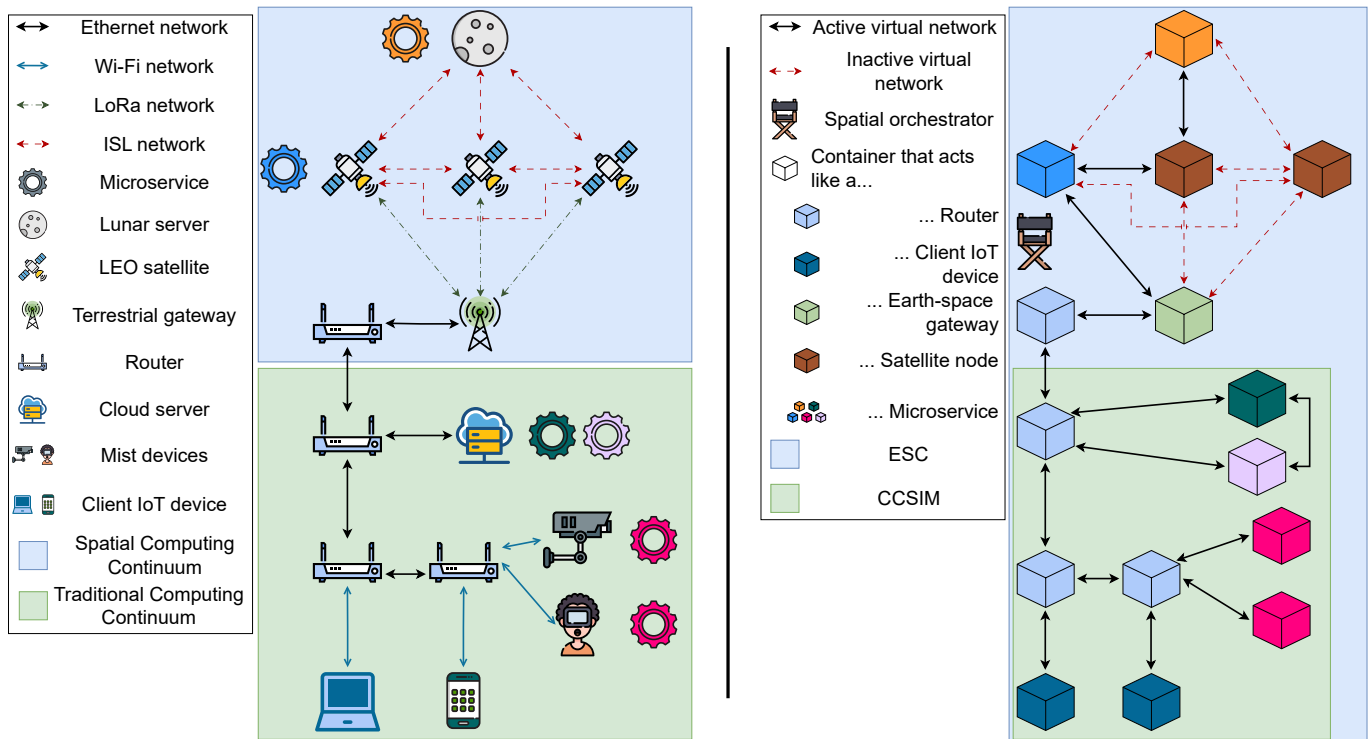 Ethernet network
Wi-Fi network
LoRa network
ISL network
Microservice
Lunar server
LEO satellite
Terrestrial gateway
Router
Cloud server
Mist devices
Client IoT device
Spatial Computing
Continuum
Traditional Computing
Continuum
Active virtual network
Inactive virtual
network
Spatial orchestrator
Container that acts
like a...
... Router
... Client IoT
device
... Earth-space
gateway
... Satellite node
... Microservice
ESC
CCSIM